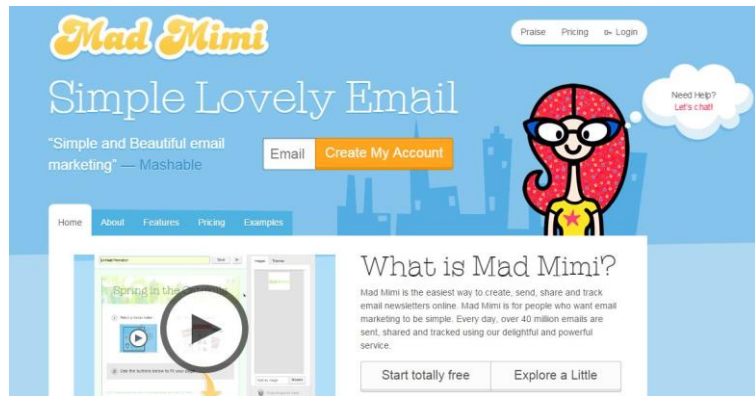 Mad Mimi
Praise Pricing Login
Simple Lovely Email
Need Help?
Let's chat!
"Simple and Beautiful email
marketing" — Mashable
Email Create My Account
Home About Features Pricing Examples
What is Mad Mimi?
Mad Mimi is the easiest way to create, send, share and track
email newsletters online. Mad Mimi is for people who want email
marketing to be simple. Every day, over 40 million emails are
sent, shared and tracked using our delightful and powerful
service.
Start totally free Explore a Little
Spring in the